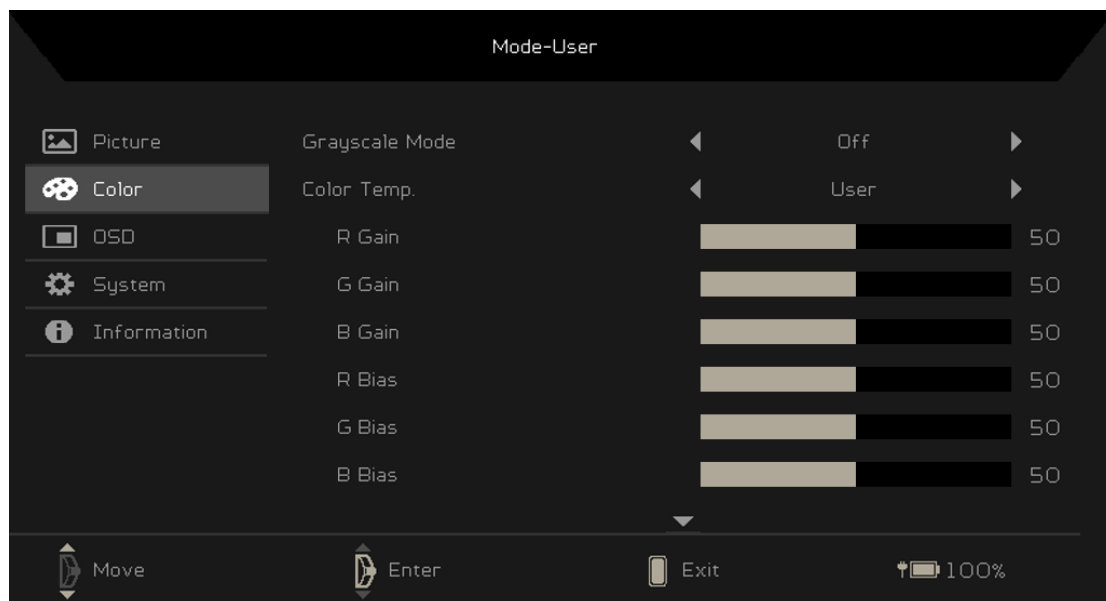 Mode-User
Picture Grayscale Mode Off
Color Color Temp. User
OSD R Gain 50
System G Gain 50
Information B Gain 50
R Bias 50
G Bias 50
B Bias 50
Move Enter Exit 100%